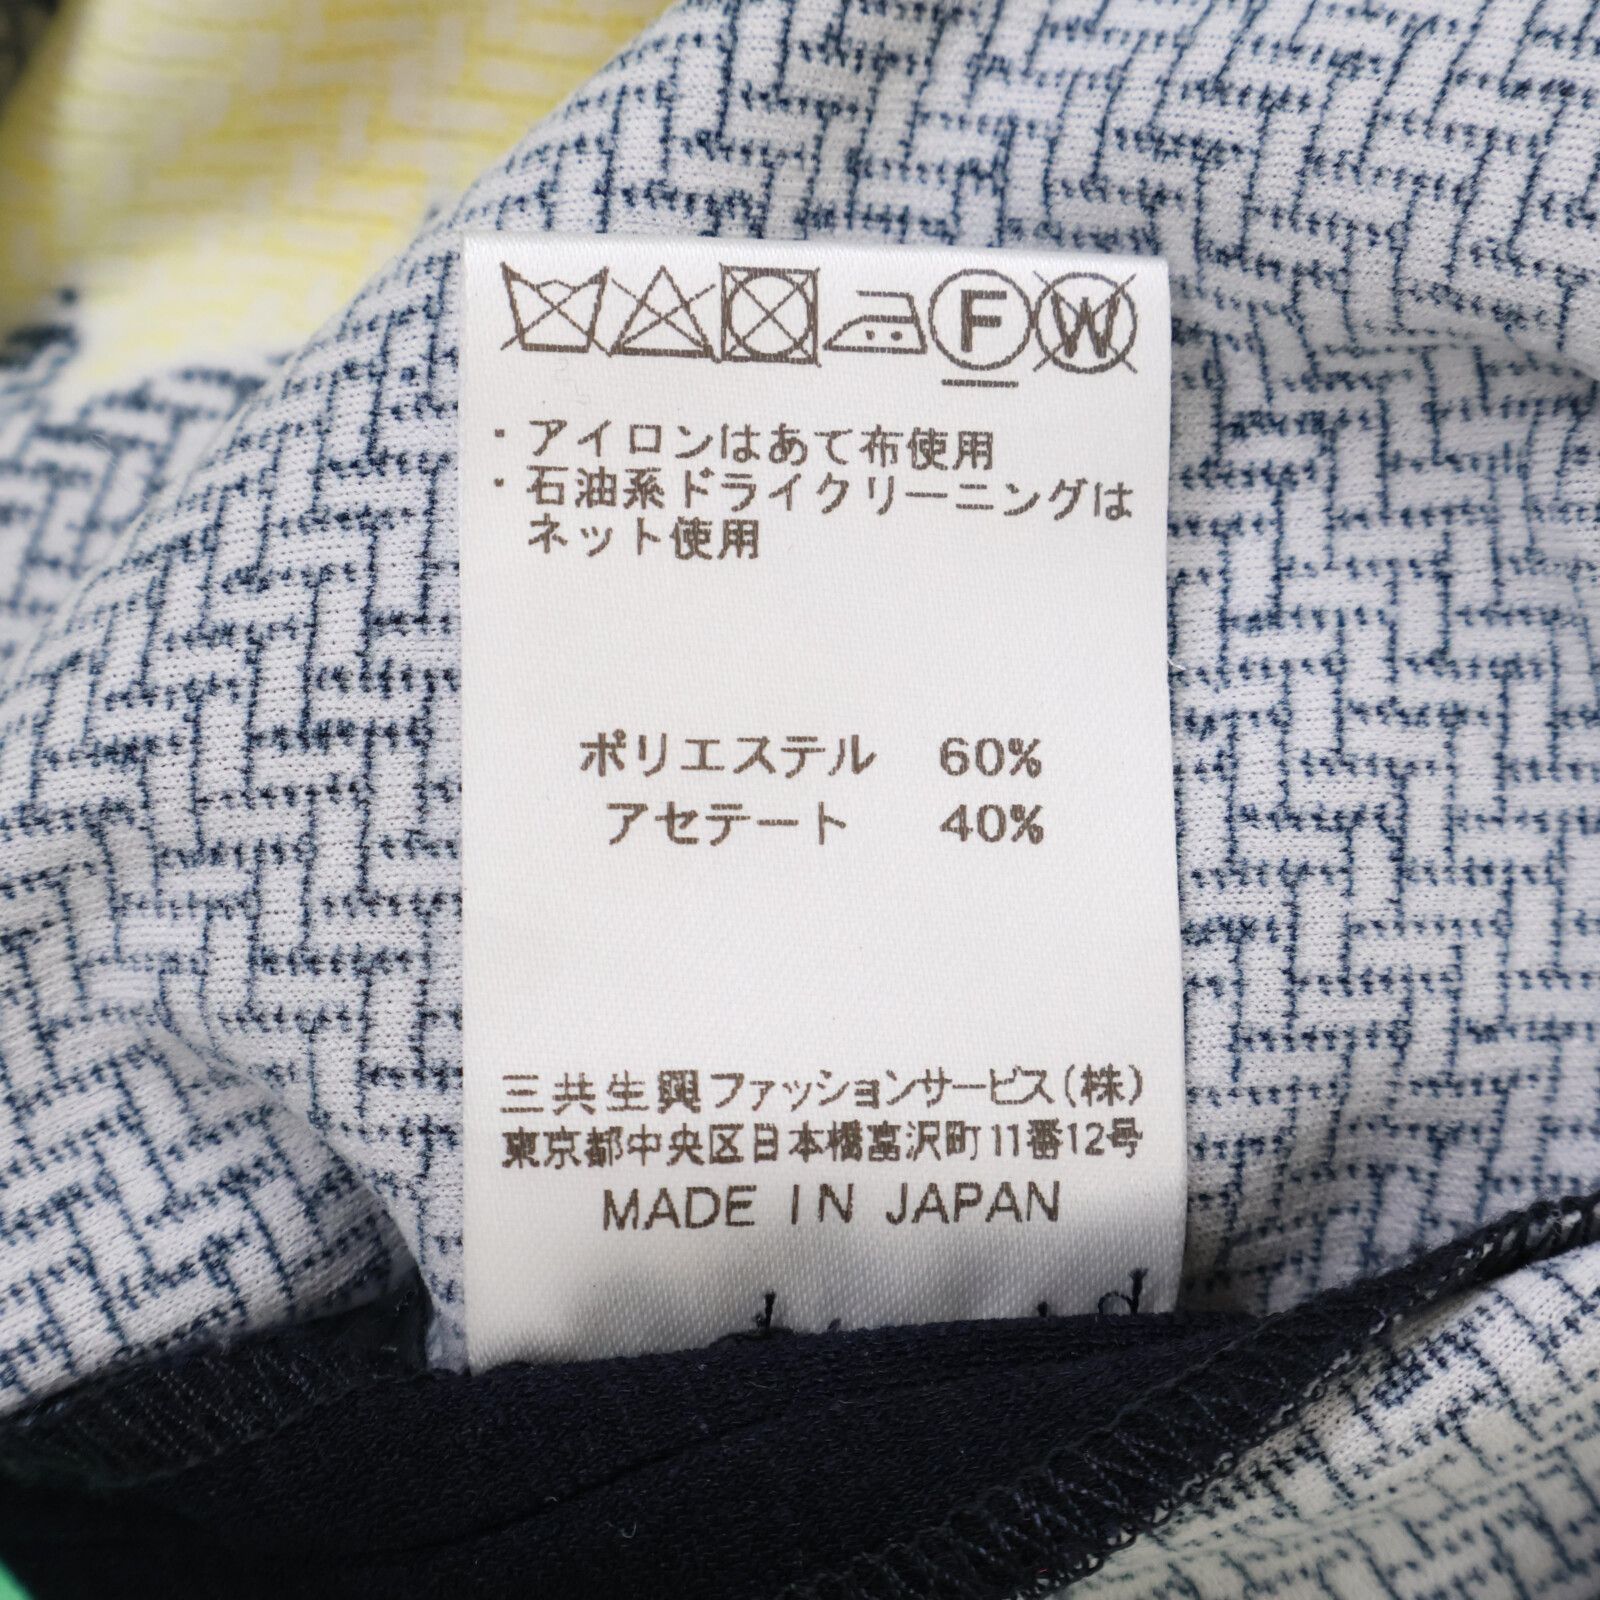 F W
・アイロンはあて布使用
・石油系ドライクリーニングは
ネット使用
ポリエステル 60%
アセテート 40%
三共生興ファッションサービス(株)
東京都中央区日本橋富沢町11番12号
MADE IN JAPAN